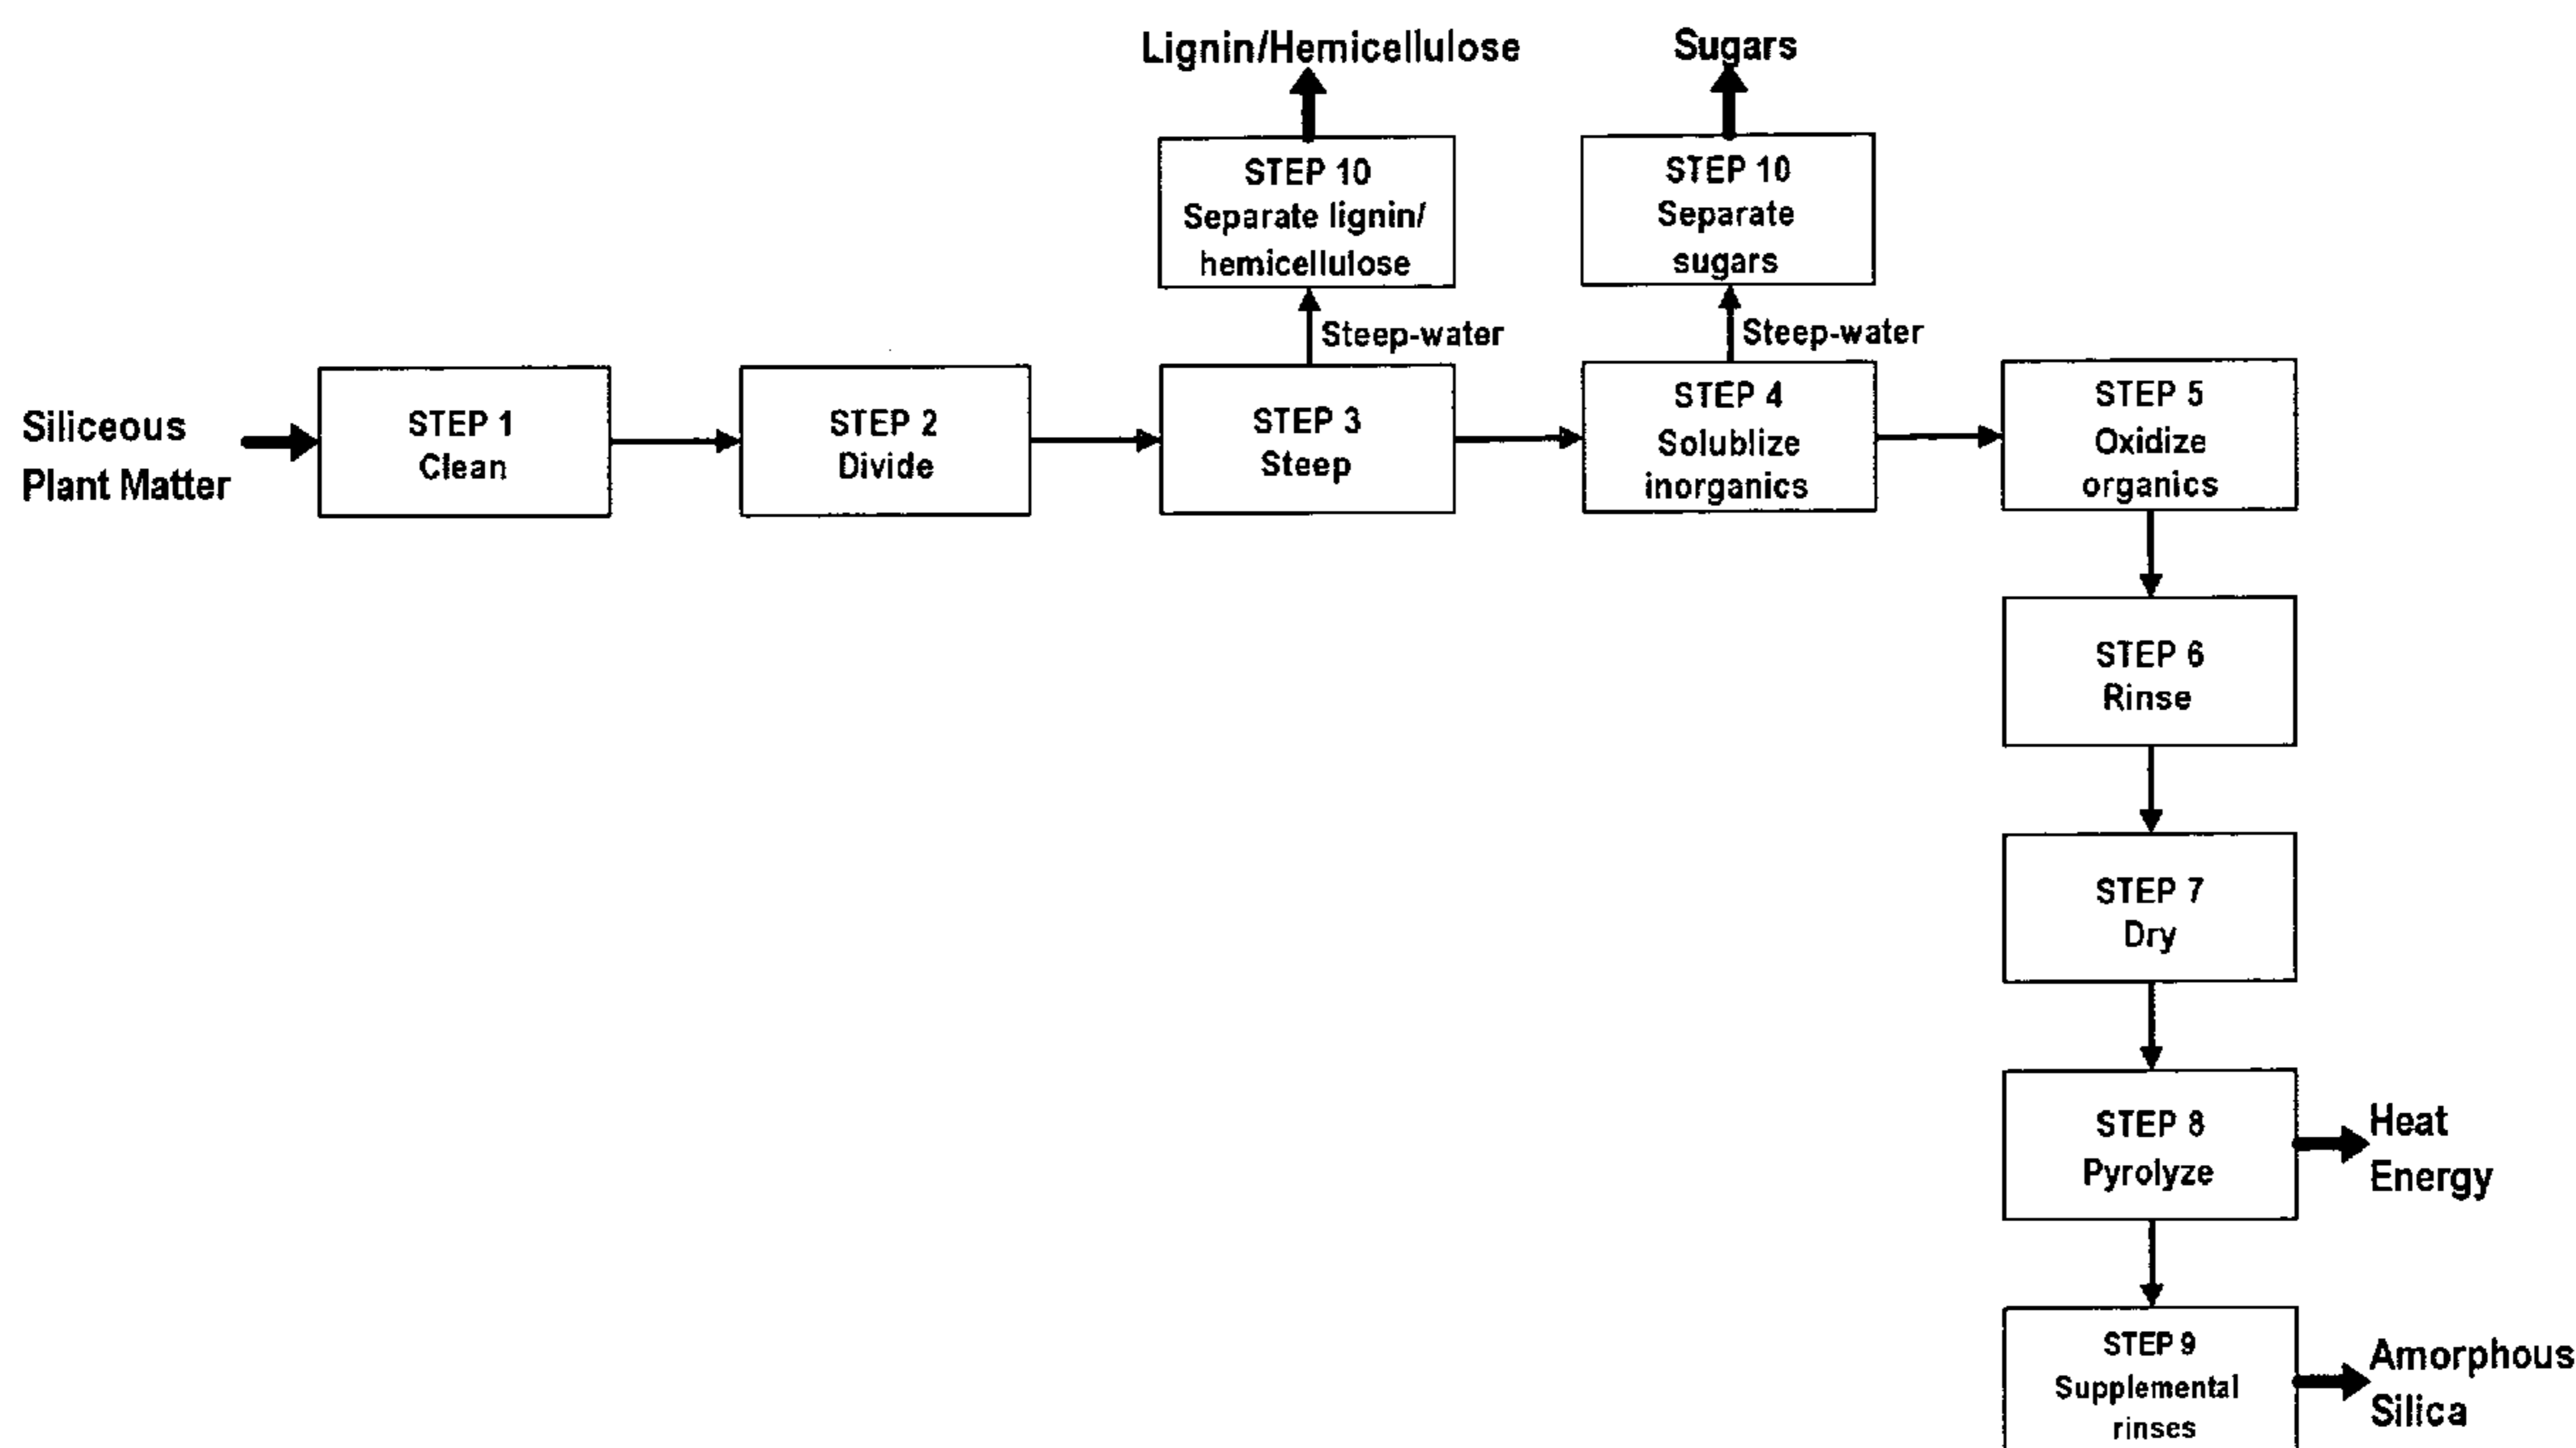 Lignin/Hemicellulose
Sugars
STEP 10
Separate lignin/
hemicellulose
STEP 10
Separate
sugars
Steep-water
Steep-water
Siliceous
Plant Matter
STEP 1
Clean
STEP 2
Divide
STEP 3
Steep
STEP 4
Solublize
inorganics
STEP 5
Oxidize
organics
STEP 6
Rinse
STEP 7
Dry
STEP 8
Pyrolyze
Heat
Energy
STEP 9
Supplemental
rinses
Amorphous
Silica